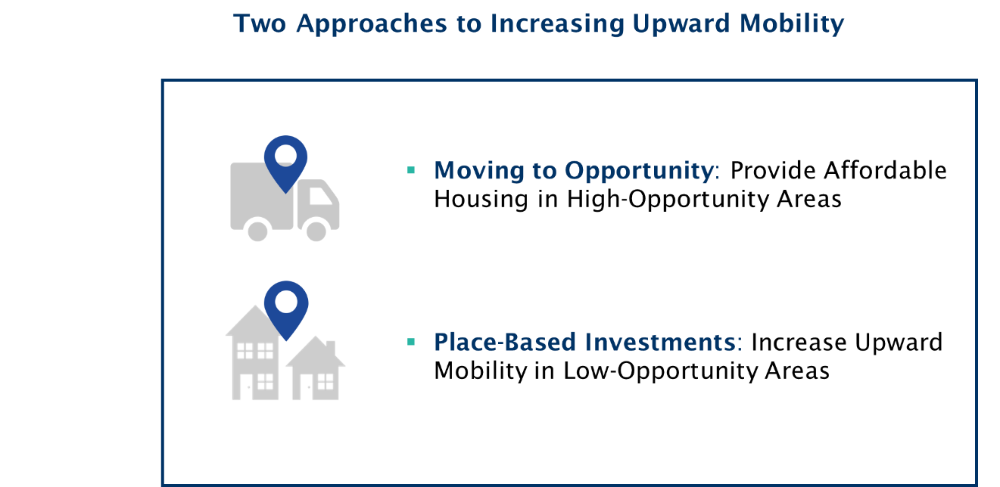 Two Approaches to Increasing Upward Mobility
▪ Moving to Opportunity: Provide Affordable
Housing in High-Opportunity Areas
▪ Place-Based Investments: Increase Upward
Mobility in Low-Opportunity Areas